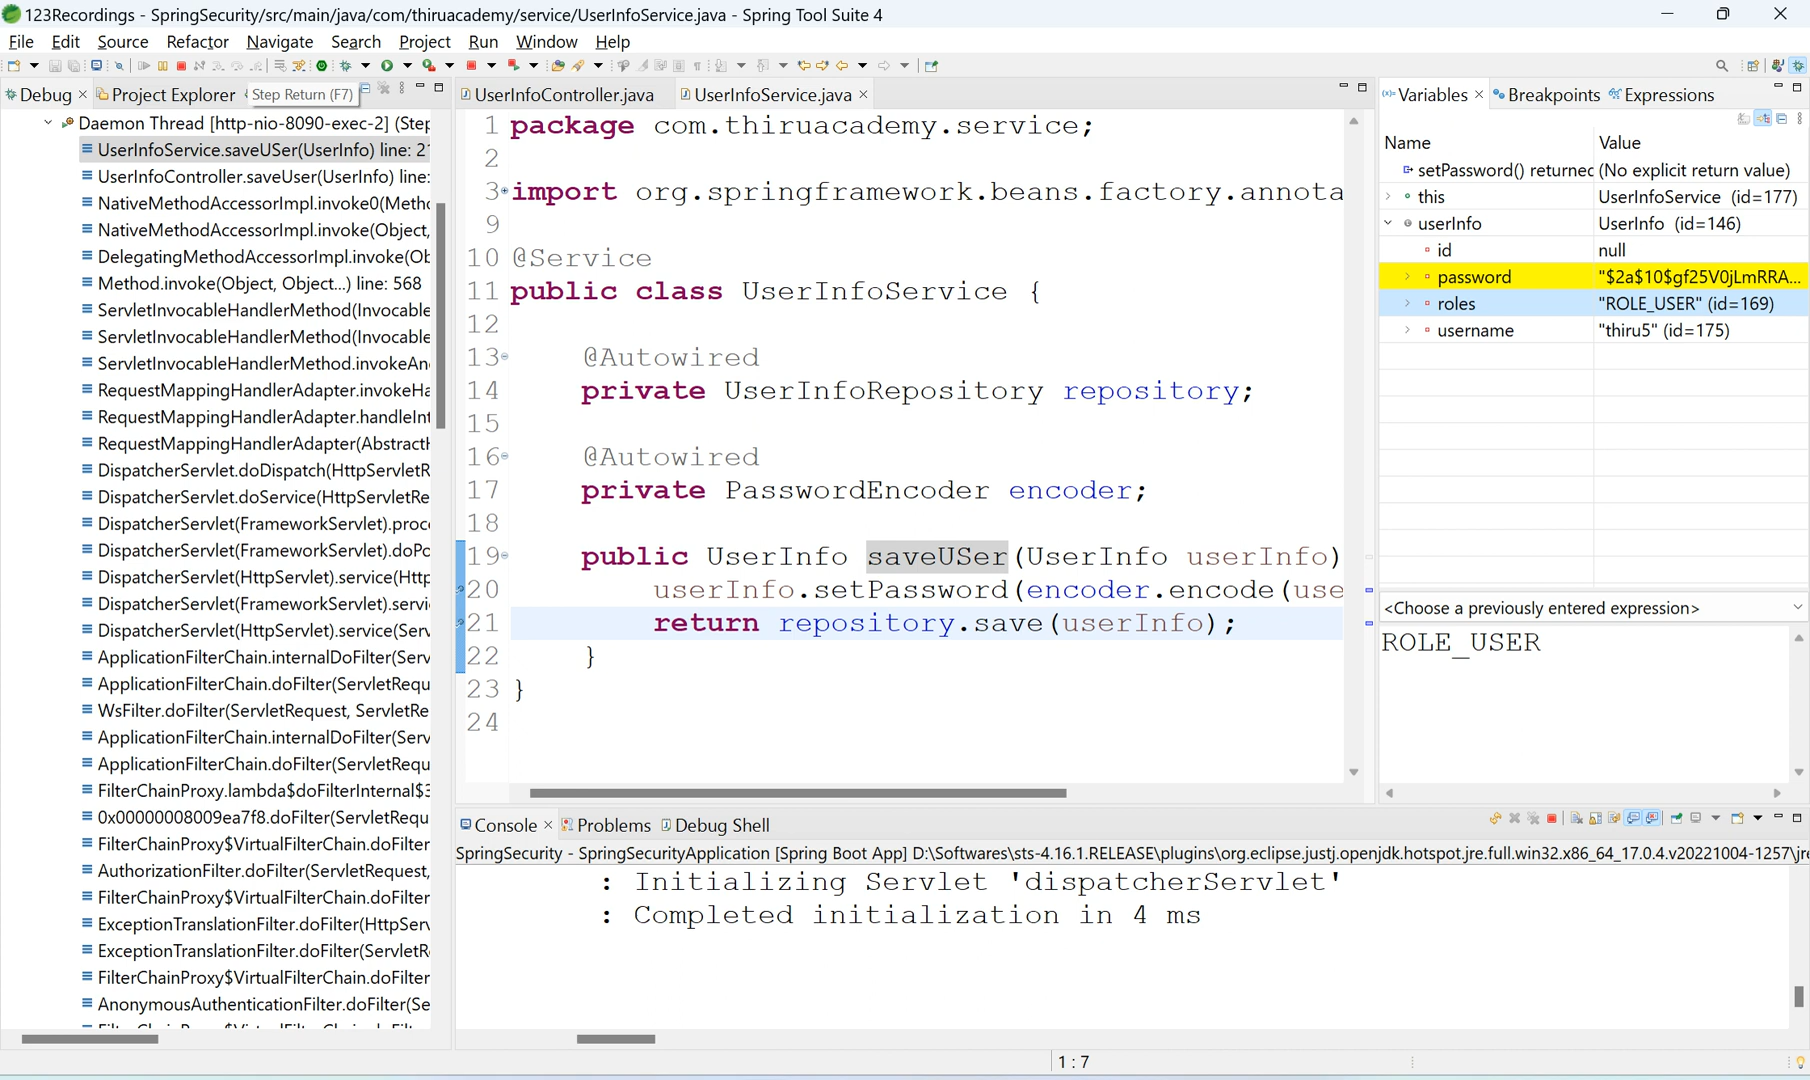 123Recordings - SpringSecurity/src/main/java/com/thiruacademy/service/UserInfoService.java - Spring Tool Suite 4
File Edit Source Refactor Navigate Search Project Run Window Help
Debug Project Explorer
Step Return (F7)
Daemon Thread [http-nio-8090-exec-2] (Step
UserInfoService.saveUSer(UserInfo) line: 21
UserInfoController.saveUser(UserInfo) line:
NativeMethodAccessorImpl.invoke0(Metho
NativeMethodAccessorImpl.invoke(Object,
DelegatingMethodAccessorImpl.invoke(Ob
Method.invoke(Object, Object...) line: 568
ServletInvocableHandlerMethod(Invocable
ServletInvocableHandlerMethod(Invocable
ServletInvocableHandlerMethod.invokeAn
RequestMappingHandlerAdapter.invokeHa
RequestMappingHandlerAdapter.handleInt
RequestMappingHandlerAdapter(AbstractH
DispatcherServlet.doDispatch(HttpServletR
DispatcherServlet.doService(HttpServletRe
DispatcherServlet(FrameworkServlet).proce
DispatcherServlet(FrameworkServlet).doPo
DispatcherServlet(HttpServlet).service(Http
DispatcherServlet(FrameworkServlet).servi
DispatcherServlet(HttpServlet).service(Serv
ApplicationFilterChain.internalDoFilter(Serv
ApplicationFilterChain.doFilter(ServletRequ
WsFilter.doFilter(ServletRequest, ServletRe
ApplicationFilterChain.internalDoFilter(Serv
ApplicationFilterChain.doFilter(ServletRequ
FilterChainProxy.lambda$doFilterInternal$3
0x00000008009ea7f8.doFilter(ServletRequ
FilterChainProxy$VirtualFilterChain.doFilter
AuthorizationFilter.doFilter(ServletRequest,
FilterChainProxy$VirtualFilterChain.doFilter
ExceptionTranslationFilter.doFilter(HttpServ
ExceptionTranslationFilter.doFilter(ServletR
FilterChainProxy$VirtualFilterChain.doFilter
AnonymousAuthenticationFilter.doFilter(Se
UserInfoController.java UserInfoService.java
1 package com.thiruacademy.service;
2
3 import org.springframework.beans.factory.annota
9
10 @Service
11 public class UserInfoService {
12
13 @Autowired
14 private UserInfoRepository repository;
15
16 @Autowired
17 private PasswordEncoder encoder;
18
19 public UserInfo saveUSer(UserInfo userInfo)
20 userInfo.setPassword(encoder.encode(use
21 return repository.save(userInfo);
22 }
23 }
24
Variables Breakpoints Expressions
Name Value
setPassword() returned (No explicit return value)
this UserInfoService (id=177)
userInfo UserInfo (id=146)
id null
password "$2a$10$gf25V0jLmRRA...
roles "ROLE_USER" (id=169)
username "thiru5" (id=175)
<Choose a previously entered expression>
ROLE_USER
Console Problems Debug Shell
SpringSecurity - SpringSecurityApplication [Spring Boot App] D:\Softwares\sts-4.16.1.RELEASE\plugins\org.eclipse.justj.openjdk.hotspot.jre.full.win32.x86_64_17.0.4.v20221004-1257\jre
: Initializing Servlet 'dispatcherServlet'
: Completed initialization in 4 ms
1 : 7